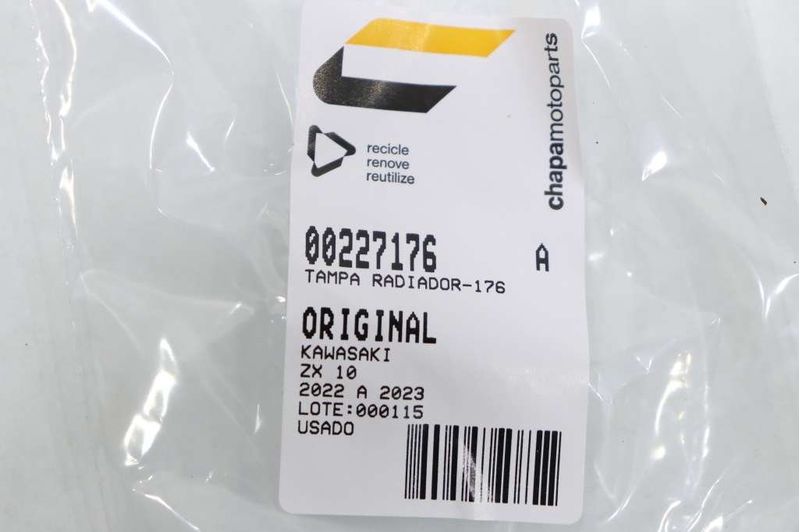 chapamotoparts
recicle
renove
reutilize
00227176 A
TAMPA RADIADOR-176
ORIGINAL
KAWASAKI
ZX 10
2022 A 2023
LOTE:000115
USADO